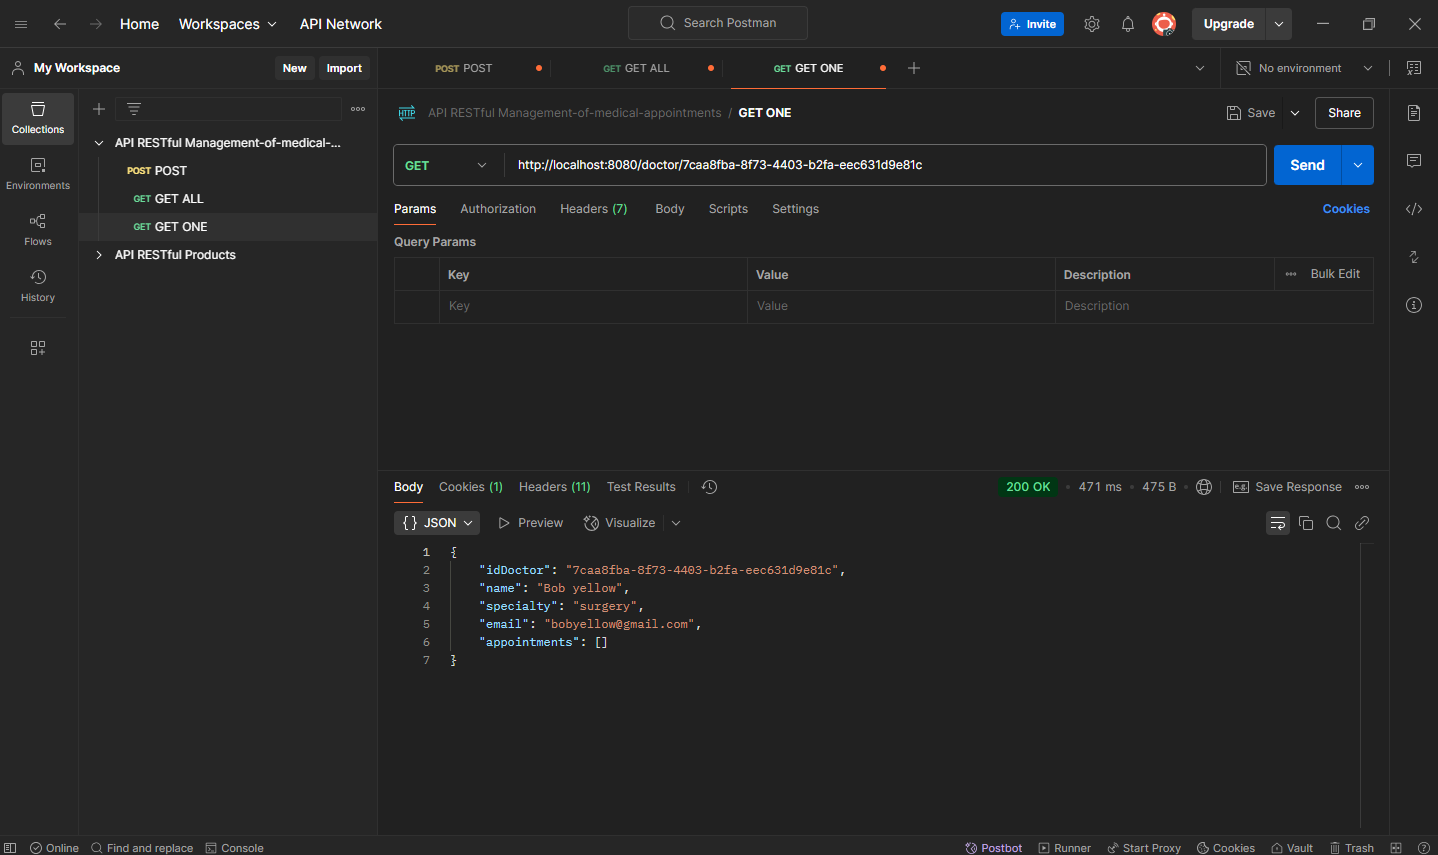 Home Workspaces API Network Search Postman Invite Upgrade
My Workspace New Import POST POST GET GET ALL GET GET ONE No environment
Collections
Environments
Flows
History
API RESTful Management-of-medical-...
POST POST
GET GET ALL
GET GET ONE
API RESTful Products
HTTP API RESTful Management-of-medical-appointments / GET ONE Save Share
GET http://localhost:8080/doctor/7caa8fba-8f73-4403-b2fa-eec631d9e81c Send
Params Authorization Headers (7) Body Scripts Settings Cookies
Query Params
Key Value Description Bulk Edit
Key Value Description
Body Cookies (1) Headers (11) Test Results 200 OK • 471 ms • 475 B • e.g. Save Response
{} JSON Preview Visualize
1 {
2 "idDoctor": "7caa8fba-8f73-4403-b2fa-eec631d9e81c",
3 "name": "Bob yellow",
4 "specialty": "surgery",
5 "email": "bobyellow@gmail.com",
6 "appointments": []
7 }
Online Find and replace Console Postbot Runner Start Proxy Cookies Vault Trash